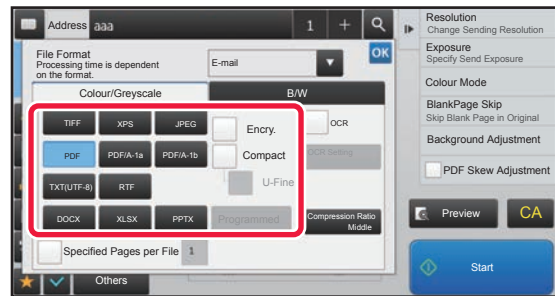 Address aaa
1
+
File Format
Processing time is dependent
on the format.
E-mail
OK
Colour/Greyscale
B/W
TIFF
XPS
JPEG
Encry.
OCR
PDF
PDF/A-1a
PDF/A-1b
Compact
OCR Setting
TXT(UTF-8)
RTF
U-Fine
DOCX
XLSX
PPTX
Programmed
Compression Ratio
Middle
Specified Pages per File
1
Others
Resolution
Change Sending Resolution
Exposure
Specify Send Exposure
Colour Mode
BlankPage Skip
Skip Blank Page in Original
Background Adjustment
PDF Skew Adjustment
Preview
CA
Start